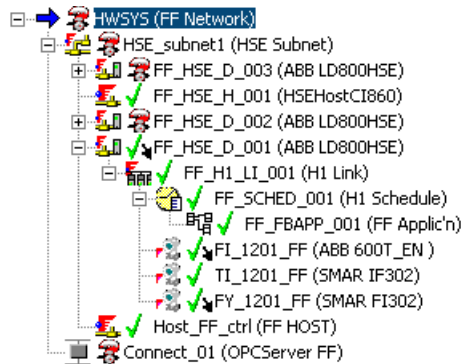 HWSYS (FF Network)
HSE_subnet1 (HSE Subnet)
FF_HSE_D_003 (ABB LD800HSE)
FF_HSE_H_001 (HSEHostCI860)
FF_HSE_D_002 (ABB LD800HSE)
FF_HSE_D_001 (ABB LD800HSE)
FF_H1_LI_001 (H1 Link)
FF_SCHED_001 (H1 Schedule)
FF_FBAPP_001 (FF Applic'n)
FI_1201_FF (ABB 600T_EN )
TI_1201_FF (SMAR IF302)
FY_1201_FF (SMAR FI302)
Host_FF_ctrl (FF HOST)
Connect_01 (OPCServer FF)